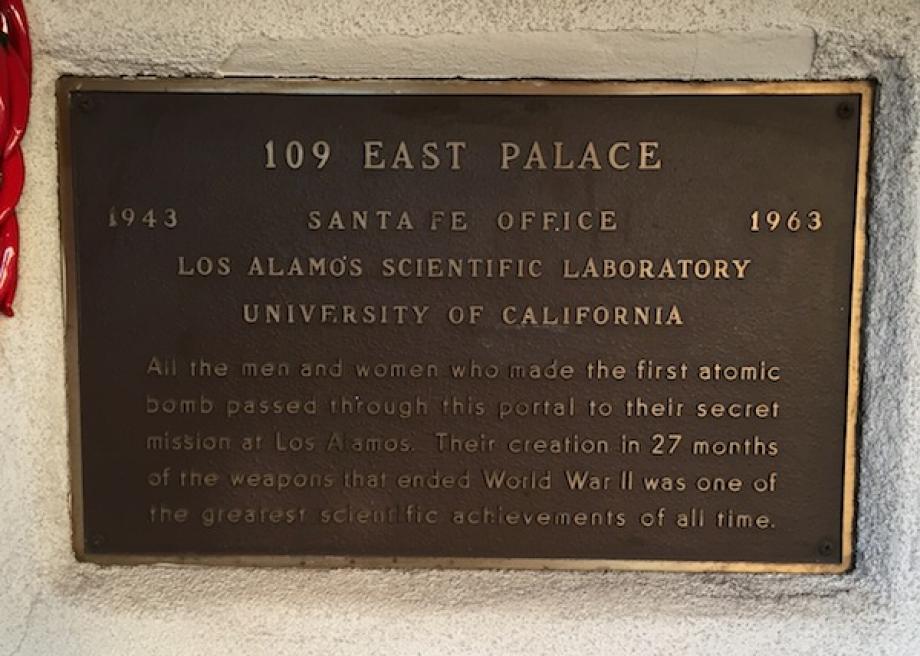 109 EAST PALACE
1943 SANTA FE OFFICE 1963
LOS ALAMOS SCIENTIFIC LABORATORY
UNIVERSITY OF CALIFORNIA
All the men and women who made the first atomic
bomb passed through this portal to their secret
mission at Los Alamos. Their creation in 27 months
of the weapons that ended World War II was one of
the greatest scientific achievements of all time.